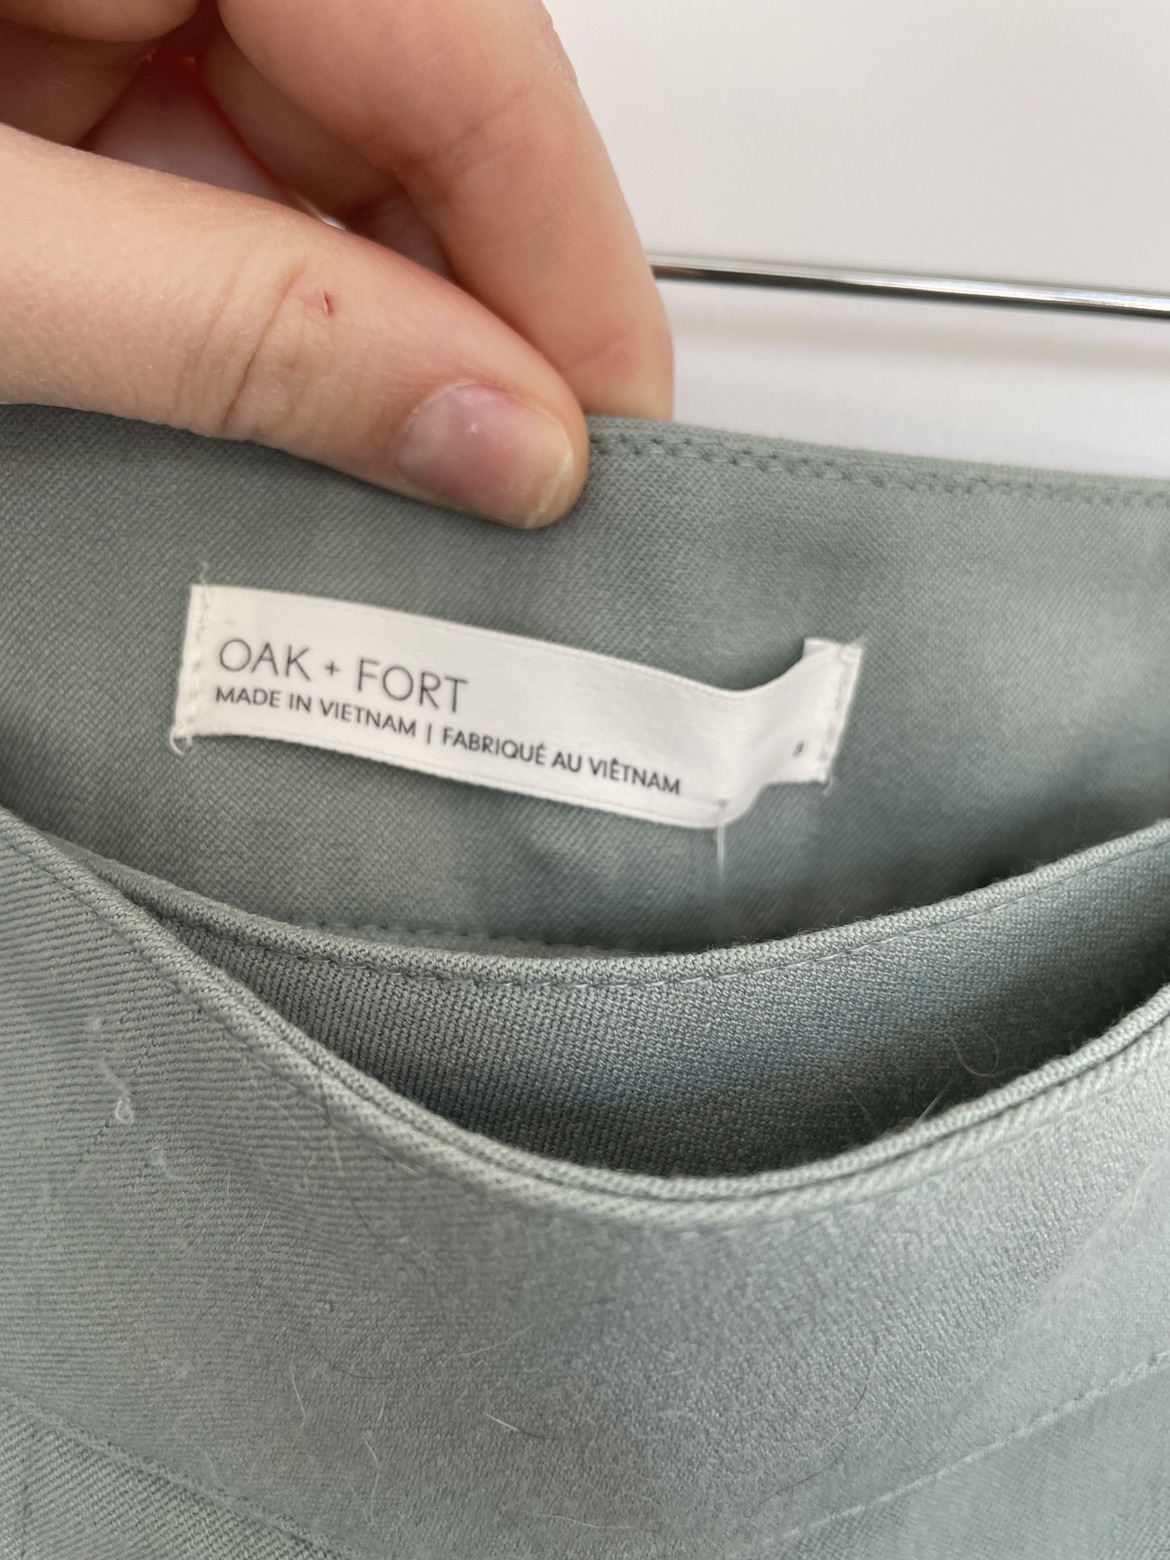 OAK + FORT
MADE IN VIETNAM | FABRIQUÉ AU VIÊTNAM